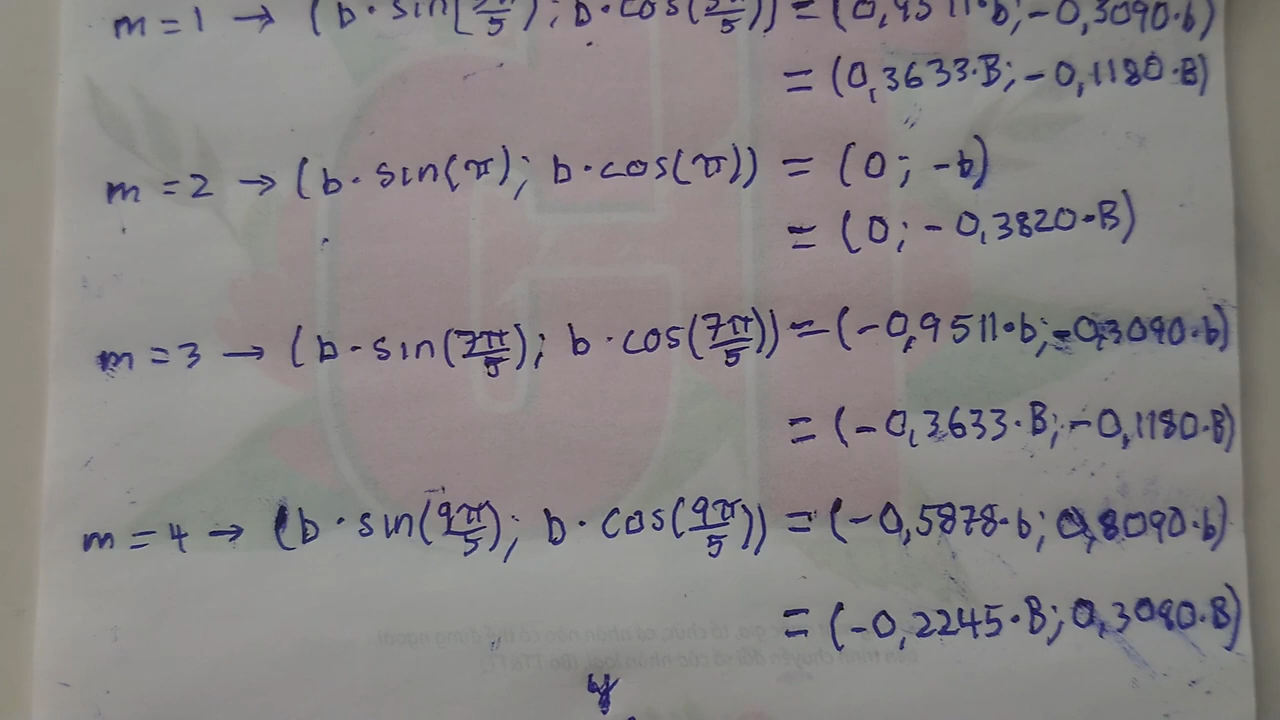 m = 1 → (b · sin(3π/5); b · cos(3π/5)) = (0,9511·b; -0,3090·b)
= (0,3633·B; -0,1180·B)
m = 2 → (b · sin(π); b · cos(π)) = (0; -b)
= (0; -0,3820·B)
m = 3 → (b · sin(7π/5); b · cos(7π/5)) = (-0,9511·b; -0,3090·b)
= (-0,3633·B; -0,1180·B)
m = 4 → (b · sin(9π/5); b · cos(9π/5)) = (-0,5878·b; 0,8090·b)
= (-0,2245·B; 0,3090·B)
y